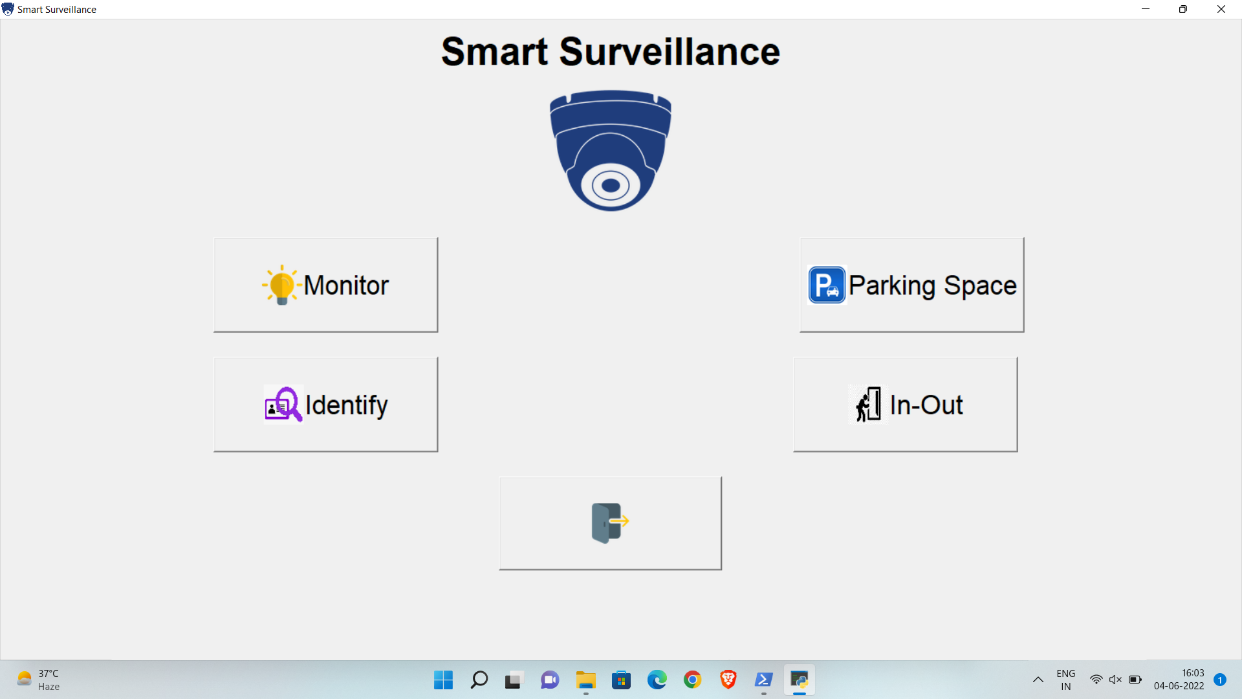 Smart Surveillance
Smart Surveillance
Monitor
P Parking Space
Identify
In-Out
37°C
Haze
ENG
IN
16:03
04-06-2022
1